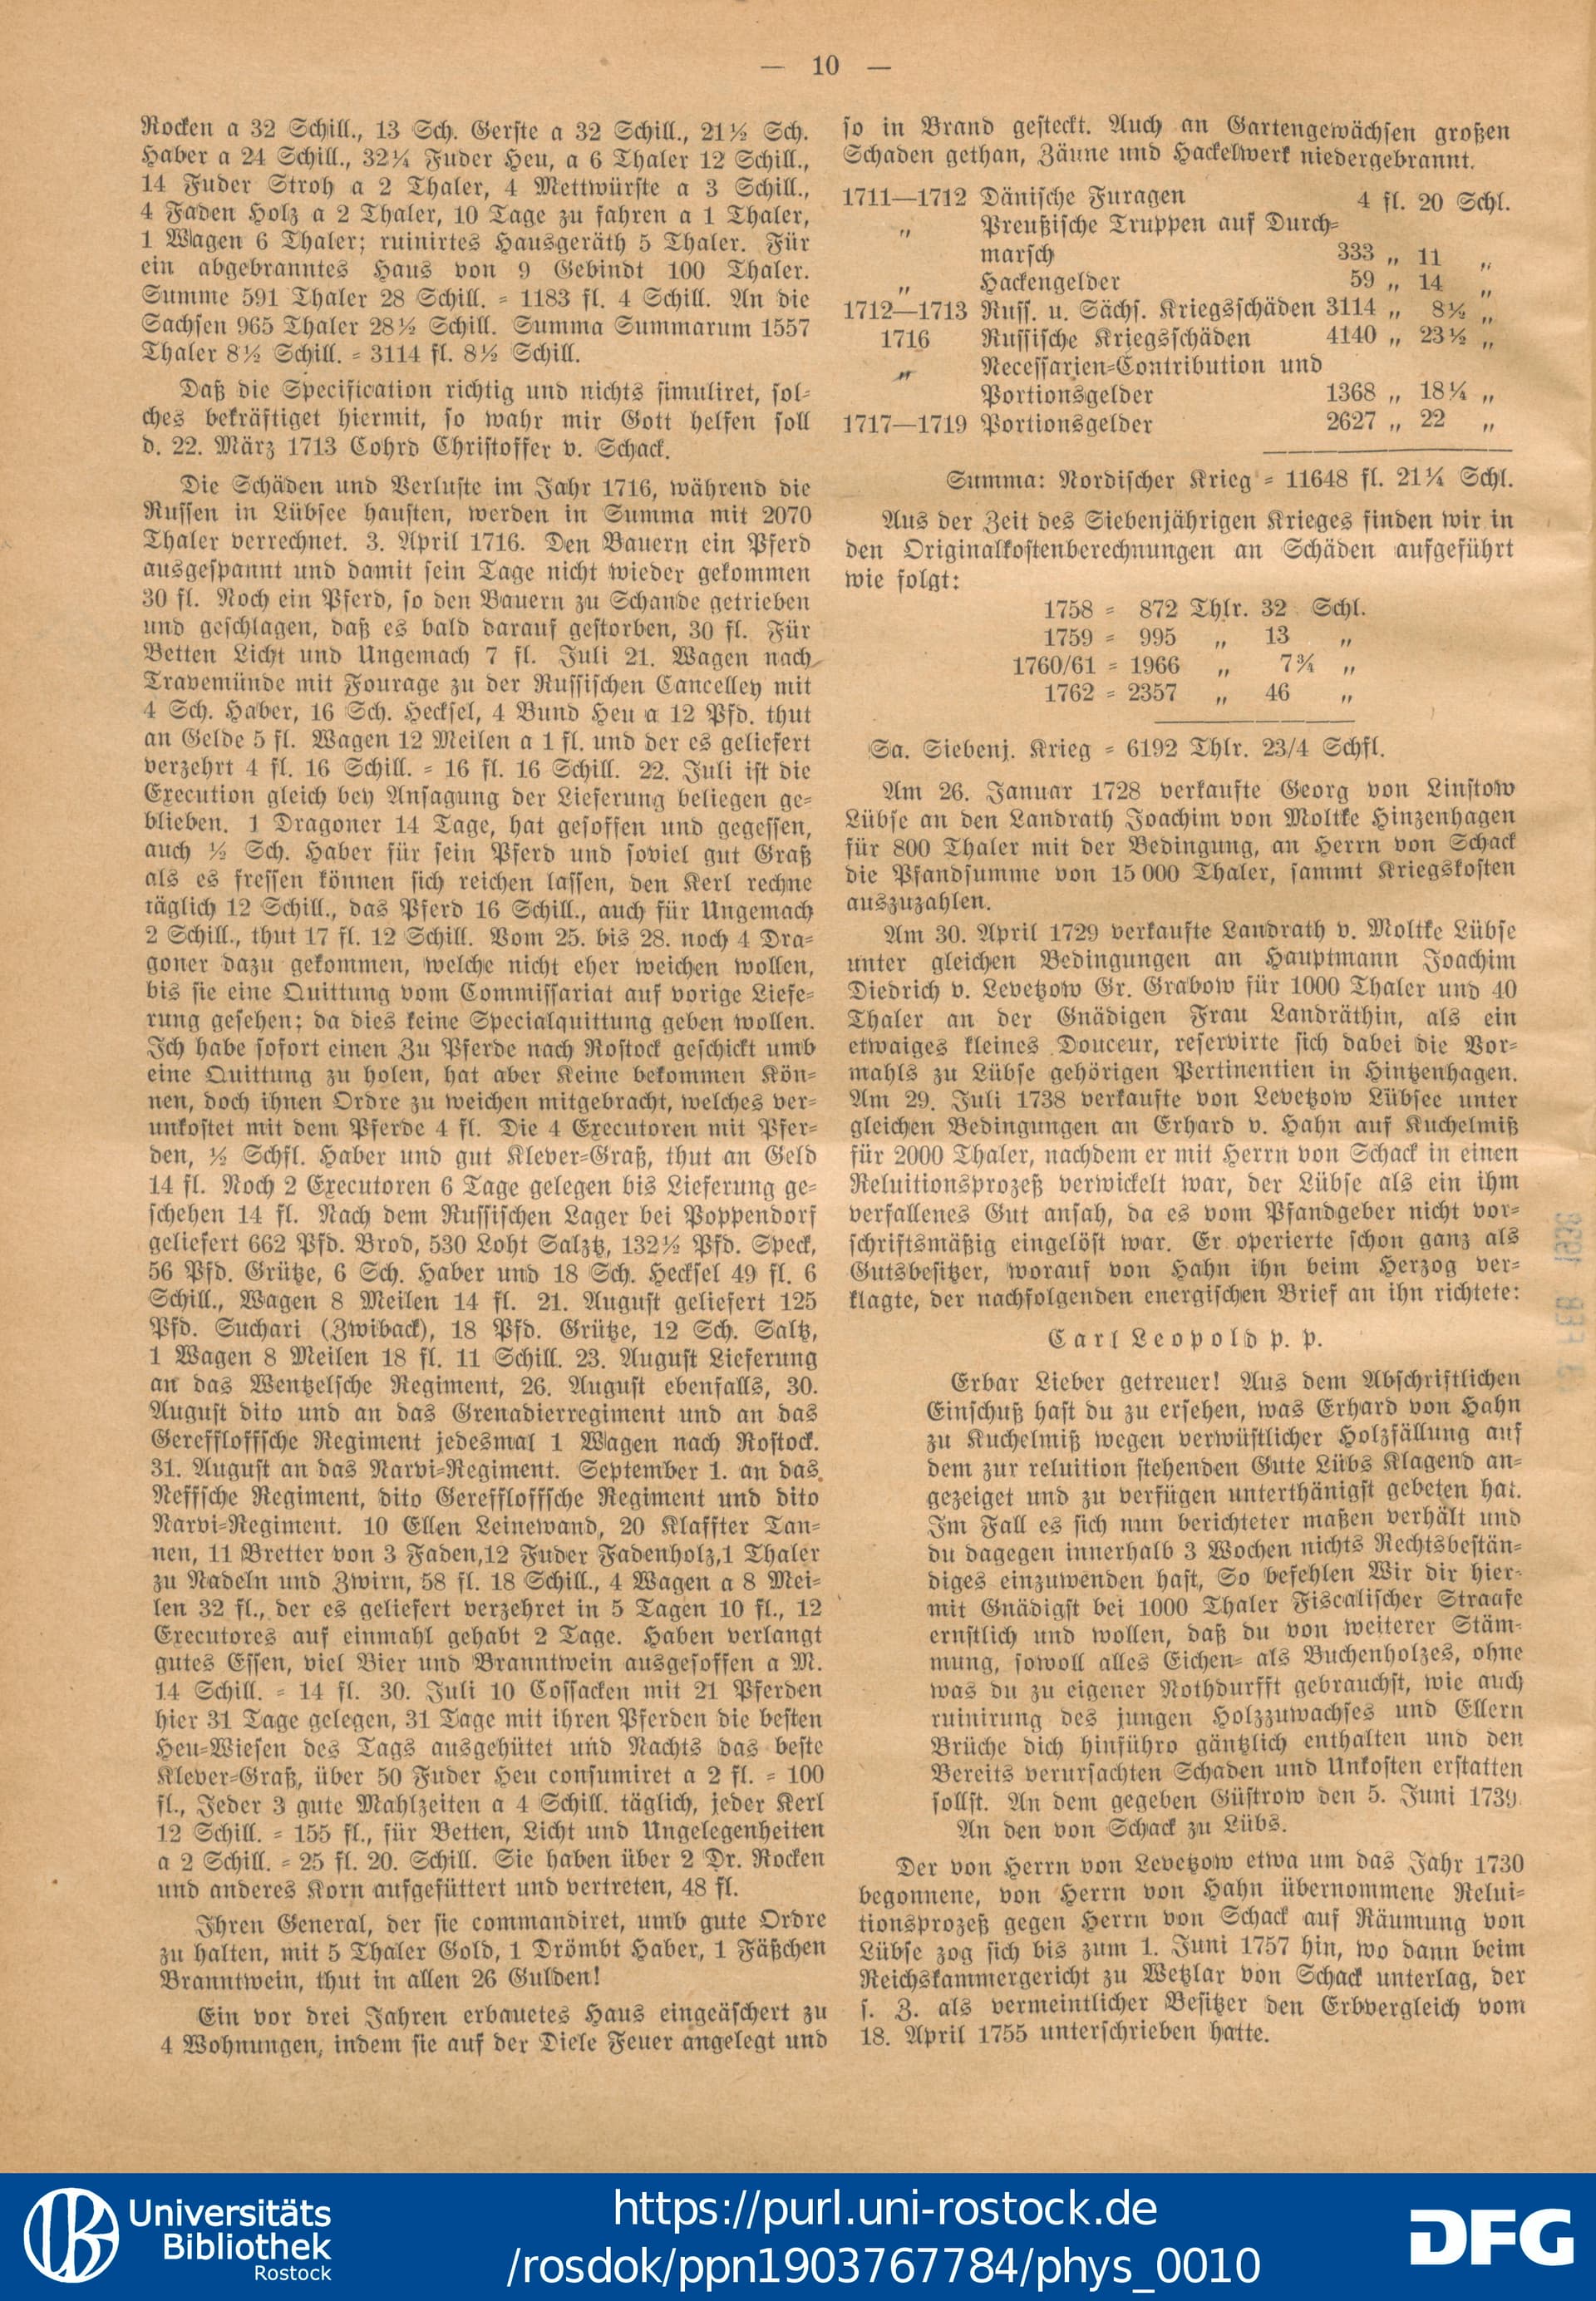 — 10 —
Rocken a 32 Schill., 13 Sch. Gerste a 32 Schill., 21½ Sch.
Haber a 24 Schill., 32¼ Fuder Heu, a 6 Thaler 12 Schill.,
14 Fuder Stroh a 2 Thaler, 4 Mettwürste a 3 Schill.,
4 Faden Holz a 2 Thaler, 10 Tage zu fahren a 1 Thaler,
1 Wagen 6 Thaler; ruinirtes Hausgeräth 5 Thaler. Für
ein abgebranntes Haus von 9 Gebindt 100 Thaler.
Summe 591 Thaler 28 Schill. = 1183 fl. 4 Schill. An die
Sachsen 965 Thaler 28½ Schill. Summa Summarum 1557
Thaler 8½ Schill. = 3114 fl. 8½ Schill.
Daß die Specification richtig und nichts simuliret, sol-
ches bekräftiget hiermit, so wahr mir Gott helfen soll
d. 22. März 1713 Cohrd Christoffer v. Schack.
Die Schäden und Verluste im Jahr 1716, während die
Russen in Lübsee hausten, werden in Summa mit 2070
Thaler verrechnet. 3. April 1716. Den Bauern ein Pferd
ausgespannt und damit sein Tage nicht wieder gekommen
30 fl. Noch ein Pferd, so den Bauern zu Schande getrieben
und geschlagen, daß es bald darauf gestorben, 30 fl. Für
Betten Licht und Ungemach 7 fl. Juli 21. Wagen nach
Travemünde mit Fourage zu der Russischen Cancelley mit
4 Sch. Haber, 16 Sch. Hecksel, 4 Bund Heu a 12 Pfd. thut
an Gelde 5 fl. Wagen 12 Meilen a 1 fl. und der es geliefert
verzehrt 4 fl. 16 Schill. = 16 fl. 16 Schill. 22. Juli ist die
Execution gleich bey Ansagung der Lieferung beliegen ge-
blieben. 1 Dragoner 14 Tage, hat gesoffen und gegessen,
auch ½ Sch. Haber für sein Pferd und soviel gut Graß
als es fressen können sich reichen lassen, den Kerl rechne
täglich 12 Schill., das Pferd 16 Schill., auch für Ungemach
2 Schill., thut 17 fl. 12 Schill. Vom 25. bis 28. noch 4 Dra-
goner dazu gekommen, welche nicht eher weichen wollen,
bis sie eine Quittung vom Commissariat auf vorige Liefe-
rung gesehen; da dies keine Specialquittung geben wollen.
Ich habe sofort einen Zu Pferde nach Rostock geschickt umb
eine Quittung zu holen, hat aber Keine bekommen Kön-
nen, doch ihnen Ordre zu weichen mitgebracht, welches ver-
unkostet mit dem Pferde 4 fl. Die 4 Executoren mit Pfer-
den, ½ Schfl. Haber und gut Klever-Graß, thut an Geld
14 fl. Noch 2 Executoren 6 Tage gelegen bis Lieferung ge-
schehen 14 fl. Nach dem Russischen Lager bei Poppendorf
geliefert 662 Pfd. Brod, 530 Loht Saltz, 132½ Pfd. Speck,
56 Pfd. Grütze, 6 Sch. Haber und 18 Sch. Hecksel 49 fl. 6
Schill., Wagen 8 Meilen 14 fl. 21. August geliefert 125
Pfd. Suchari (Zwiback), 18 Pfd. Grütze, 12 Sch. Saltz,
1 Wagen 8 Meilen 18 fl. 11 Schill. 23. August Lieferung
an das Wentzelsche Regiment, 26. August ebenfalls, 30.
August dito und an das Grenadierregiment und an das
Gereffloffsche Regiment jedesmal 1 Wagen nach Rostock.
31. August an das Narvi-Regiment. September 1. an das
Neffsche Regiment, dito Gereffloffsche Regiment und dito
Narvi-Regiment. 10 Ellen Leinewand, 20 Klaffter Tan-
nen, 11 Bretter von 3 Faden,12 Fuder Fadenholz,1 Thaler
zu Nadeln und Zwirn, 58 fl. 18 Schill., 4 Wagen a 8 Mei-
len 32 fl., der es geliefert verzehret in 5 Tagen 10 fl., 12
Executores auf einmahl gehabt 2 Tage. Haben verlangt
gutes Essen, viel Bier und Branntwein ausgesoffen a M.
14 Schill. = 14 fl. 30. Juli 10 Cossacken mit 21 Pferden
hier 31 Tage gelegen, 31 Tage mit ihren Pferden die besten
Heu-Wiesen des Tags ausgehütet und Nachts das beste
Klever-Graß, über 50 Fuder Heu consumiret a 2 fl. = 100
fl., Jeder 3 gute Mahlzeiten a 4 Schill. täglich, jeder Kerl
12 Schill. = 155 fl., für Betten, Licht und Ungelegenheiten
a 2 Schill. = 25 fl. 20. Schill. Sie haben über 2 Dr. Rocken
und anderes Korn aufgefüttert und vertreten, 48 fl.
Ihren General, der sie commandiret, umb gute Ordre
zu halten, mit 5 Thaler Gold, 1 Drömbt Haber, 1 Fäßchen
Branntwein, thut in allen 26 Gulden!
Ein vor drei Jahren erbauetes Haus eingeäschert zu
4 Wohnungen, indem sie auf der Diele Feuer angelegt und
so in Brand gesteckt. Auch an Gartengewächsen großen
Schaden gethan, Zäune und Hackelwerk niedergebrannt.
1711—1712 Dänische Furagen 4 fl. 20 Schl.
„ Preußische Truppen auf Durch-
marsch 333 „ 11 „
„ Hackengelder 59 „ 14 „
1712—1713 Russ. u. Sächs. Kriegsschäden 3114 „ 8½ „
1716 Russische Kriegsschäden 4140 „ 23½ „
„ Necessarien-Contribution und
Portionsgelder 1368 „ 18¼ „
1717—1719 Portionsgelder 2627 „ 22 „
Summa: Nordischer Krieg = 11648 fl. 21¼ Schl.
Aus der Zeit des Siebenjährigen Krieges finden wir in
den Originalkostenberechnungen an Schäden aufgeführt
wie folgt:
1758 = 872 Thlr. 32 Schl.
1759 = 995 „ 13 „
1760/61 = 1966 „ 7¾ „
1762 = 2357 „ 46 „
Sa. Siebenj. Krieg = 6192 Thlr. 23/4 Schfl.
Am 26. Januar 1728 verkaufte Georg von Linstow
Lübse an den Landrath Joachim von Moltke Hinzenhagen
für 800 Thaler mit der Bedingung, an Herrn von Schack
die Pfandsumme von 15 000 Thaler, sammt Kriegskosten
auszuzahlen.
Am 30. April 1729 verkaufte Landrath v. Moltke Lübse
unter gleichen Bedingungen an Hauptmann Joachim
Diedrich v. Levetzow Gr. Grabow für 1000 Thaler und 40
Thaler an der Gnädigen Frau Landräthin, als ein
etwaiges kleines Douceur, reservirte sich dabei die Vor-
mahls zu Lübse gehörigen Pertinentien in Hintzenhagen.
Am 29. Juli 1738 verkaufte von Levetzow Lübsee unter
gleichen Bedingungen an Erhard v. Hahn auf Kuchelmiß
für 2000 Thaler, nachdem er mit Herrn von Schack in einen
Reluitionsprozeß verwickelt war, der Lübse als ein ihm
verfallenes Gut ansah, da es vom Pfandgeber nicht vor-
schriftsmäßig eingelöst war. Er operierte schon ganz als
Gutsbesitzer, worauf von Hahn ihn beim Herzog ver-
klagte, der nachfolgenden energischen Brief an ihn richtete:
Carl Leopold p. p.
Erbar Lieber getreuer! Aus dem Abschriftlichen
Einschuß hast du zu ersehen, was Erhard von Hahn
zu Kuchelmiß wegen verwüstlicher Holzfällung auf
dem zur reluition stehenden Gute Lübs Klagend an-
gezeiget und zu verfügen unterthänigst gebeten hat.
Im Fall es sich nun berichteter maßen verhält und
du dagegen innerhalb 3 Wochen nichts Rechtsbestän-
diges einzuwenden hast, So befehlen Wir dir hier-
mit Gnädigst bei 1000 Thaler Fiscalischer Straafe
ernstlich und wollen, daß du von weiterer Stäm-
mung, sowoll alles Eichen- als Buchenholzes, ohne
was du zu eigener Nothdurfft gebrauchst, wie auch
ruinirung des jungen Holzzuwachses und Ellern
Brüche dich hinführo gäntzlich enthalten und den
Bereits verursachten Schaden und Unkosten erstatten
sollst. An dem gegeben Güstrow den 5. Juni 1739.
An den von Schack zu Lübs.
Der von Herrn von Levetzow etwa um das Jahr 1730
begonnene, von Herrn von Hahn übernommene Relui-
tionsprozeß gegen Herrn von Schack auf Räumung von
Lübse zog sich bis zum 1. Juni 1757 hin, wo dann beim
Reichskammergericht zu Wetzlar von Schack unterlag, der
s. Z. als vermeintlicher Besitzer den Erbvergleich vom
18. April 1755 unterschrieben hatte.
Universitäts
Bibliothek
Rostock
https://purl.uni-rostock.de
/rosdok/ppn1903767784/phys_0010
DFG